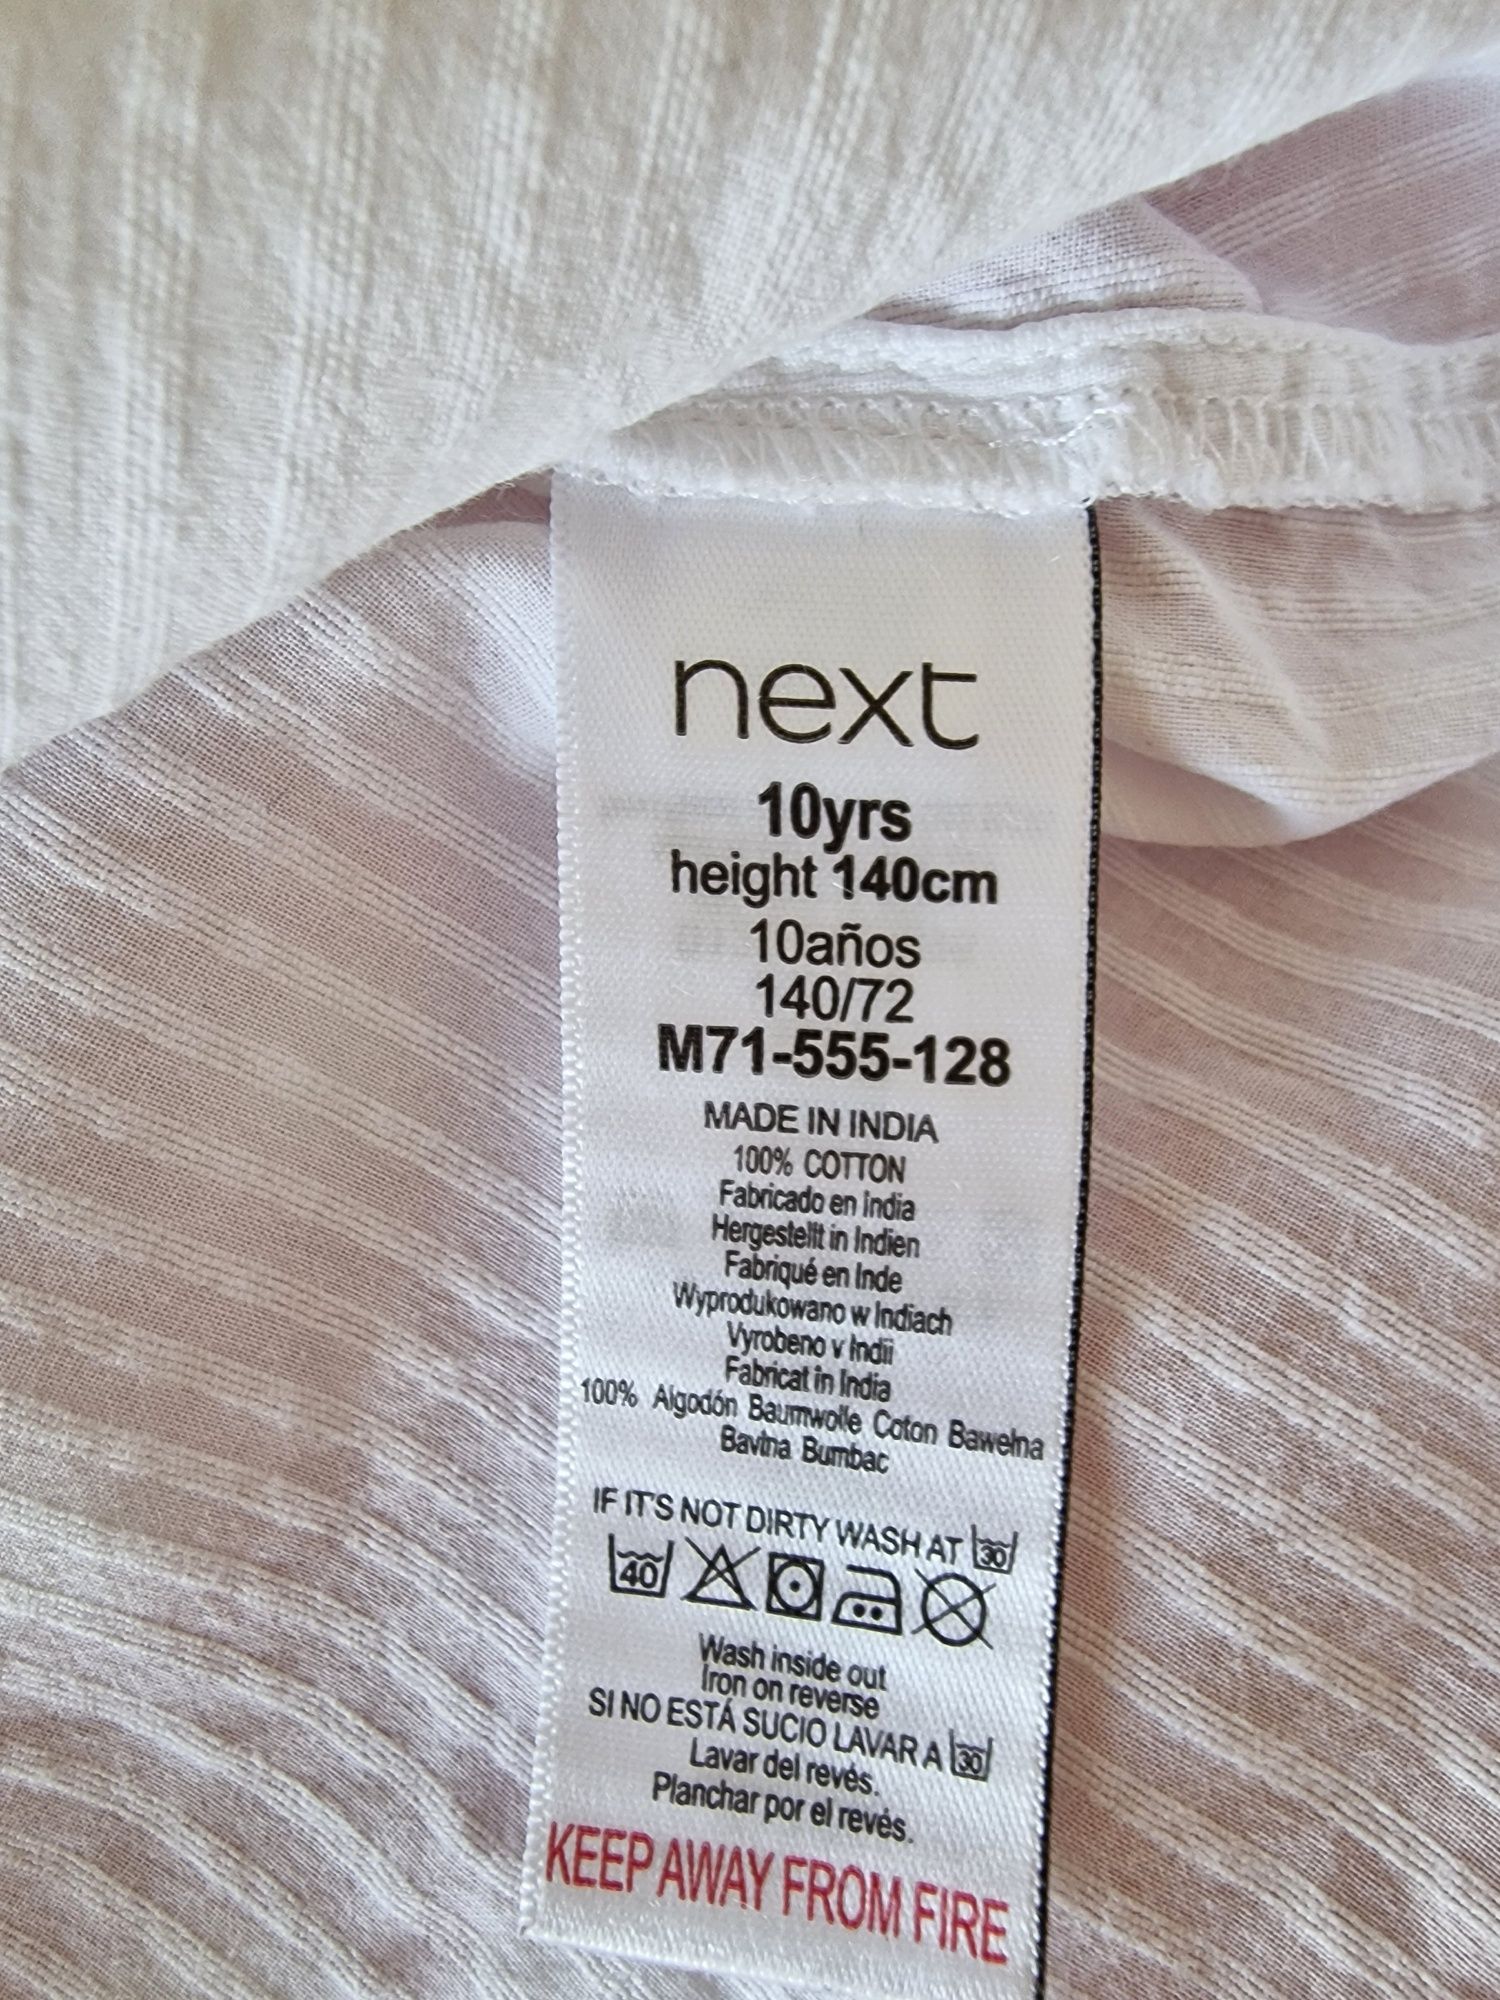 next
10yrs
height 140cm
10años
140/72
M71-555-128
MADE IN INDIA
100% COTTON
Fabricado en India
Hergestellt in Indien
Fabriqué en Inde
Wyprodukowano w Indiach
Vyrobeno v Indii
Fabricat in India
100% Algodón Baumwolle Coton Bawełna
Bavlna Bumbac
IF IT'S NOT DIRTY WASH AT 30
40
Wash inside out
Iron on reverse
SI NO ESTÁ SUCIO LAVAR A 30
Lavar del revés.
Planchar por el revés.
KEEP AWAY FROM FIRE